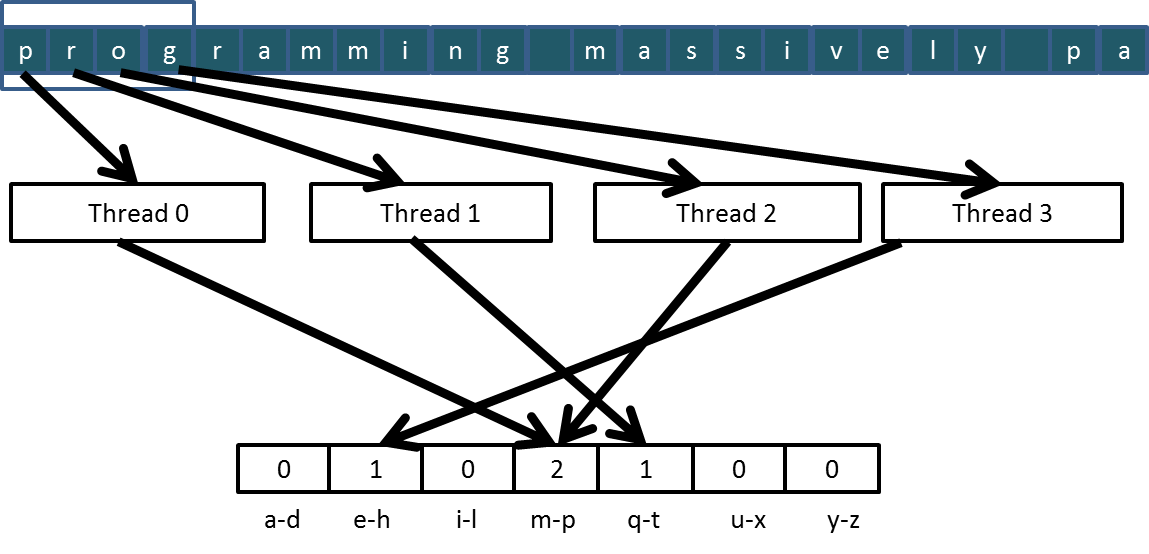 p r o g r a m m i n g m a s s i v e l y p a
Thread 0 Thread 1 Thread 2 Thread 3
0 1 0 2 1 0 0
a-d e-h i-l m-p q-t u-x y-z